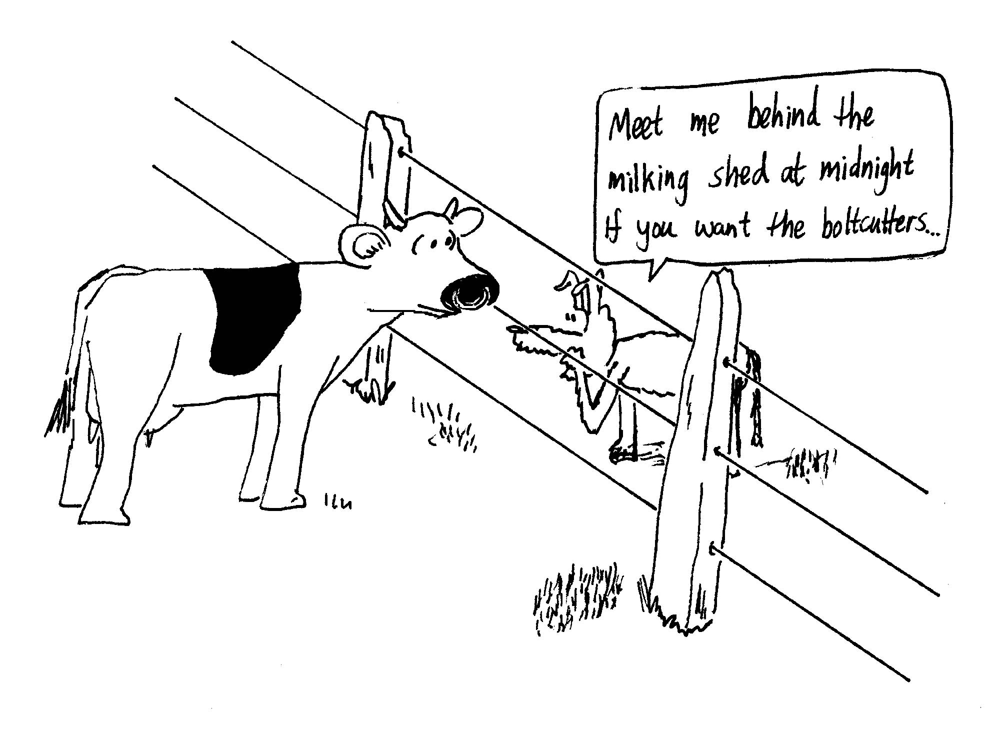 Meet me behind the
milking shed at midnight
If you want the boltcutters...